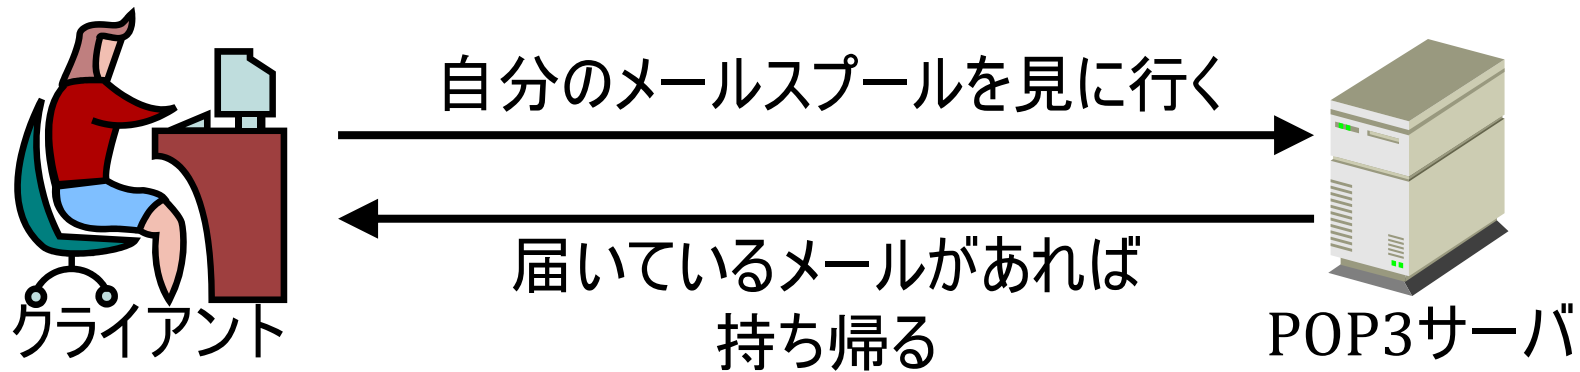 自分のメールスプールを見に行く
届いているメールがあれば
持ち帰る
クライアント
POP3サーバ